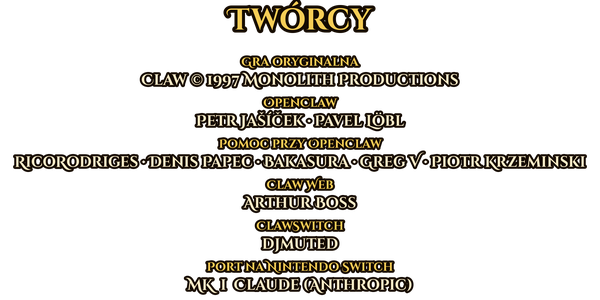 TWÓRCY
GRA ORYGINALNA
CLAW © 1997 MONOLITH PRODUCTIONS
OPENCLAW
PETR JAŠÍČEK · PAVEL LÖBL
POMOC PRZY OPENCLAW
RICORODRIGES · DENIS PAPEC · BAKASURA · GREG V · PIOTR KRZEMINSKI
CLAW WEB
ARTHUR BOSS
CLAWSWITCH
DJMUTED
PORT NA NINTENDO SWITCH
MK I CLAUDE (ANTHROPIC)